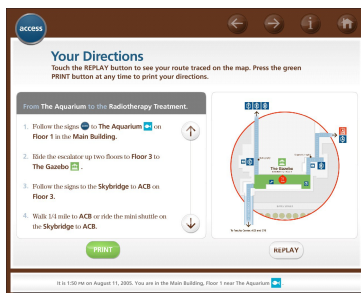 access
Your Directions
Touch the REPLAY button to see your route traced on the map. Press the green
PRINT button at any time to print your directions.
From The Aquarium to the Radiotherapy Treatment.
1. Follow the signs to The Aquarium on
Floor 1 in the Main Building.
2. Ride the escalator up two floors to Floor 3 to
The Gazebo .
3. Follow the signs to the Skybridge to ACB on
Floor 3.
4. Walk 1/4 mile to ACB or ride the mini shuttle on
the Skybridge to ACB.
The Gazebo
PRINT
REPLAY
It is 1:50 PM on August 11, 2005. You are in the Main Building, Floor 1 near The Aquarium